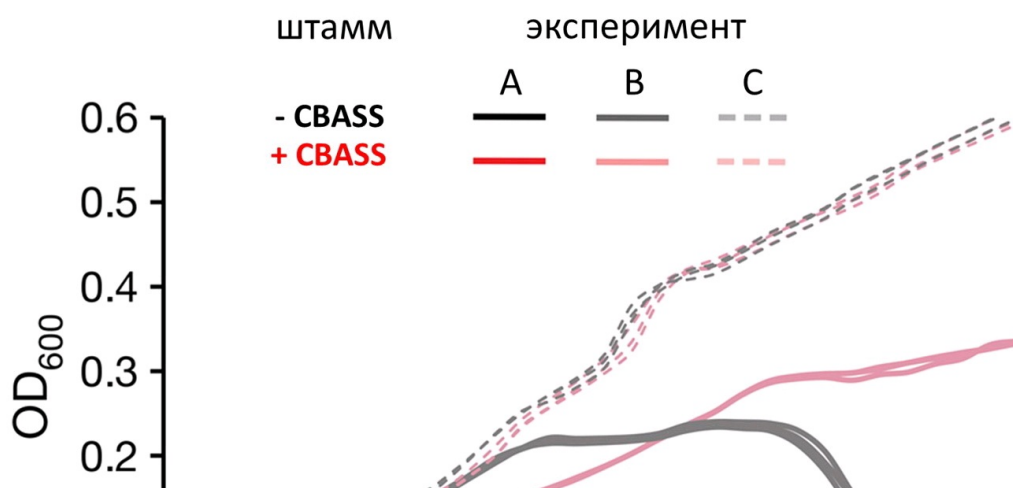 штамм эксперимент
A B C
- CBASS
+ CBASS
0.6
0.5
0.4
0.3
0.2
OD600